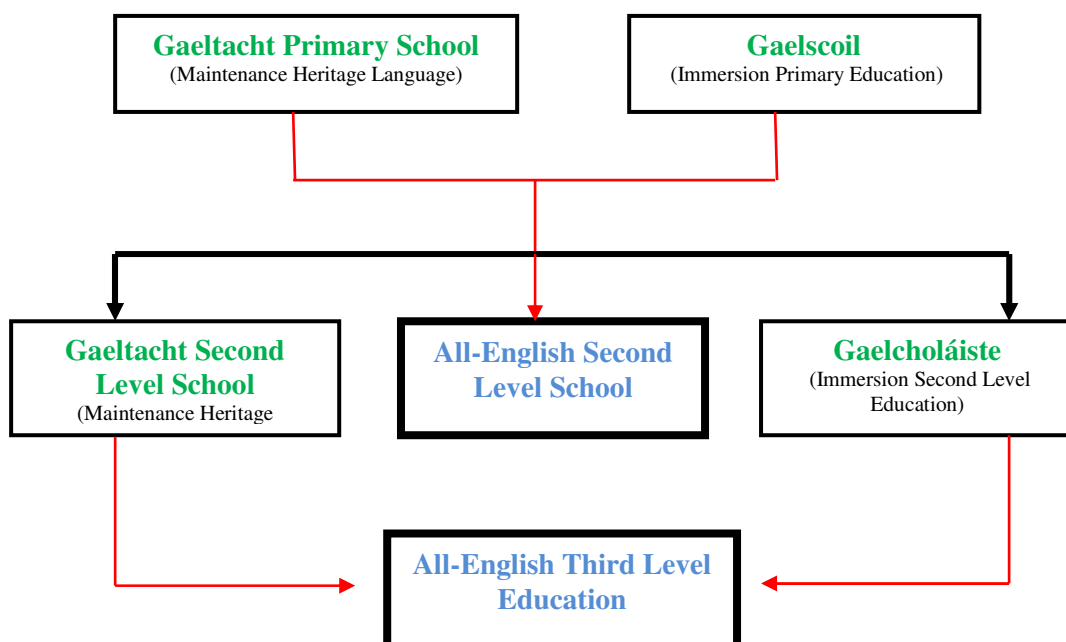 Gaeltacht Primary School
(Maintenance Heritage Language)
Gaelscoil
(Immersion Primary Education)
Gaeltacht Second
Level School
(Maintenance Heritage
All-English Second
Level School
Gaelcholáiste
(Immersion Second Level
Education)
All-English Third Level
Education